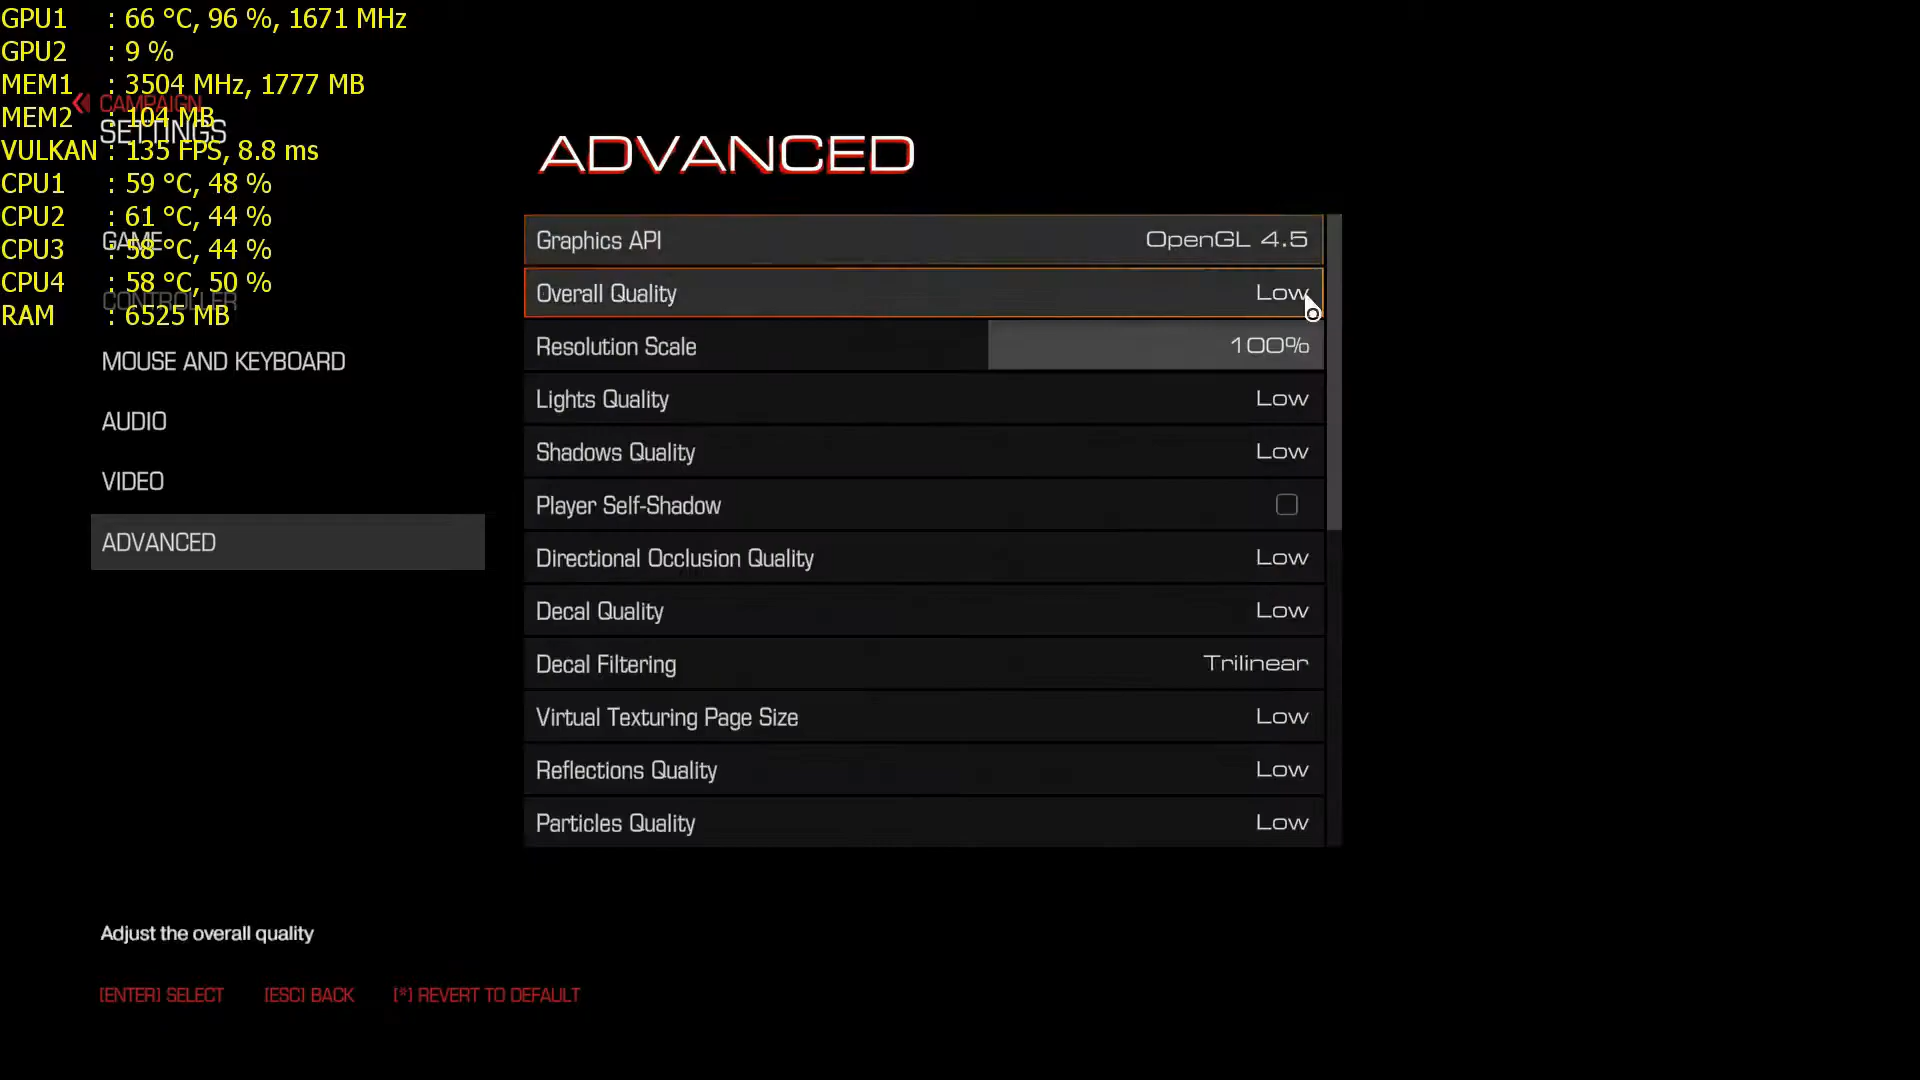 GPU1 : 66 °C, 96 %, 1671 MHz
GPU2 : 9 %
MEM1 : 3504 MHz, 1777 MB
CAMPAIGN
MEM2 : 104 MB
SETTINGS
VULKAN : 135 FPS, 8.8 ms
CPU1 : 59 °C, 48 %
CPU2 : 61 °C, 44 %
GAME
CPU3 : 58 °C, 44 %
CPU4 : 58 °C, 50 %
CONTROLLER
RAM : 6525 MB
MOUSE AND KEYBOARD
AUDIO
VIDEO
ADVANCED
ADVANCED
Graphics API OpenGL 4.5
Overall Quality Low
Resolution Scale 100%
Lights Quality Low
Shadows Quality Low
Player Self-Shadow
Directional Occlusion Quality Low
Decal Quality Low
Decal Filtering Trilinear
Virtual Texturing Page Size Low
Reflections Quality Low
Particles Quality Low
Adjust the overall quality
[ENTER] SELECT [ESC] BACK [*] REVERT TO DEFAULT